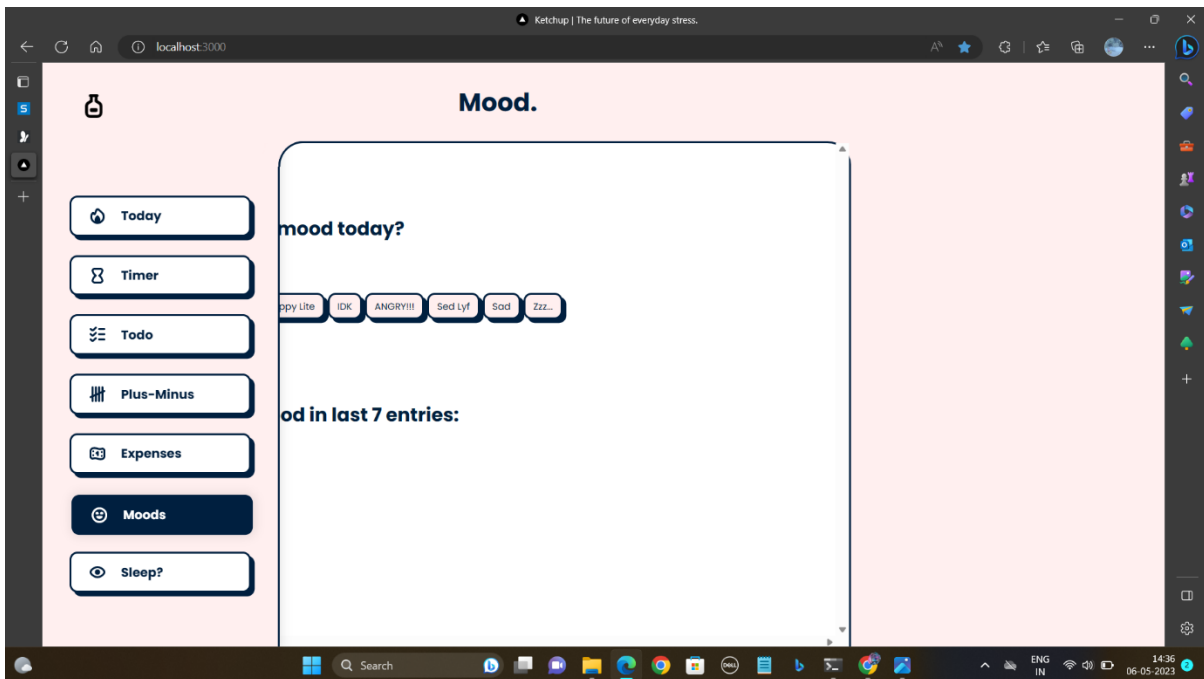 Ketchup | The future of everyday stress.
localhost:3000
Mood.
Today
Timer
Todo
Plus-Minus
Expenses
Moods
Sleep?
mood today?
ppy Lite
IDK
ANGRY!!!
Sed Lyf
Sad
Zzz...
od in last 7 entries:
Search
ENG
IN
14:36
06-05-2023
2